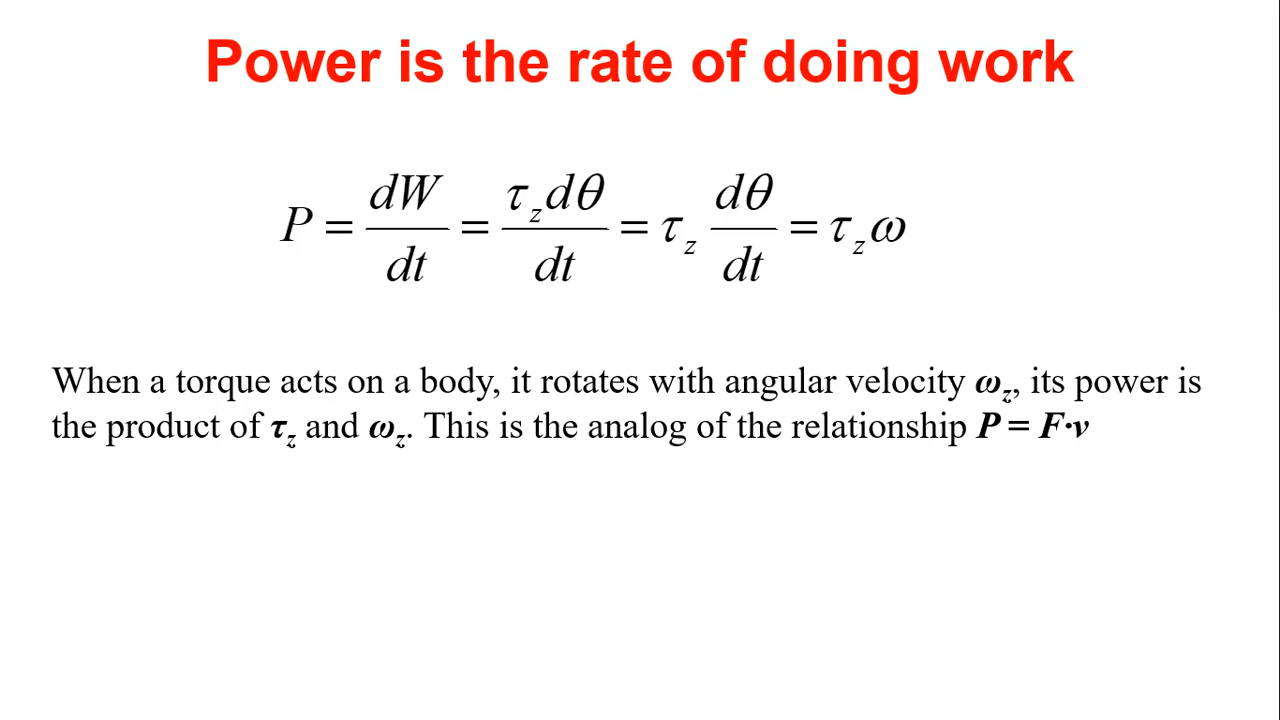 Power is the rate of doing work
P = dW/dt = τ_z dθ/dt = τ_z dθ/dt = τ_z ω
When a torque acts on a body, it rotates with angular velocity ω_z, its power is
the product of τ_z and ω_z. This is the analog of the relationship P = F·v